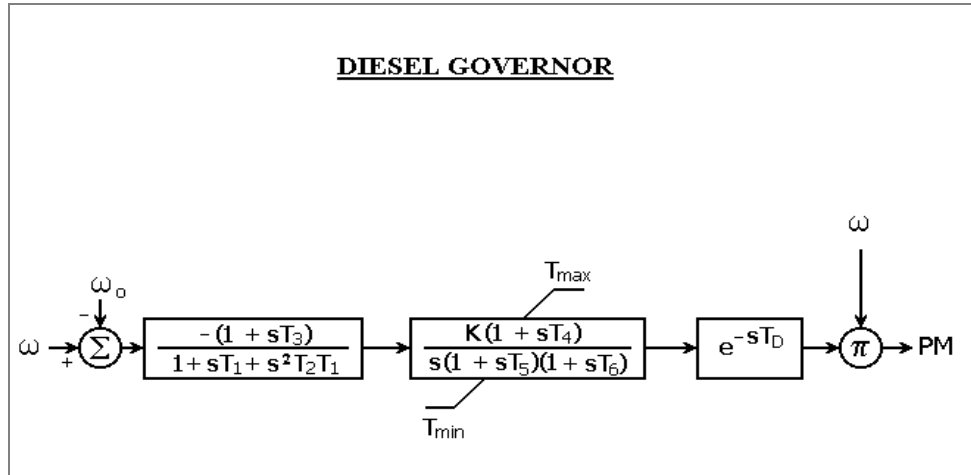 DIESEL GOVERNOR
ω
Tmax
ωo
-
K(1 + sT4)
-(1 + sT3)
ω
+
Σ
1+ sT1+ s²T2T1
s(1 + sT5)(1 + sT6)
e-sTD
π
PM
Tmin